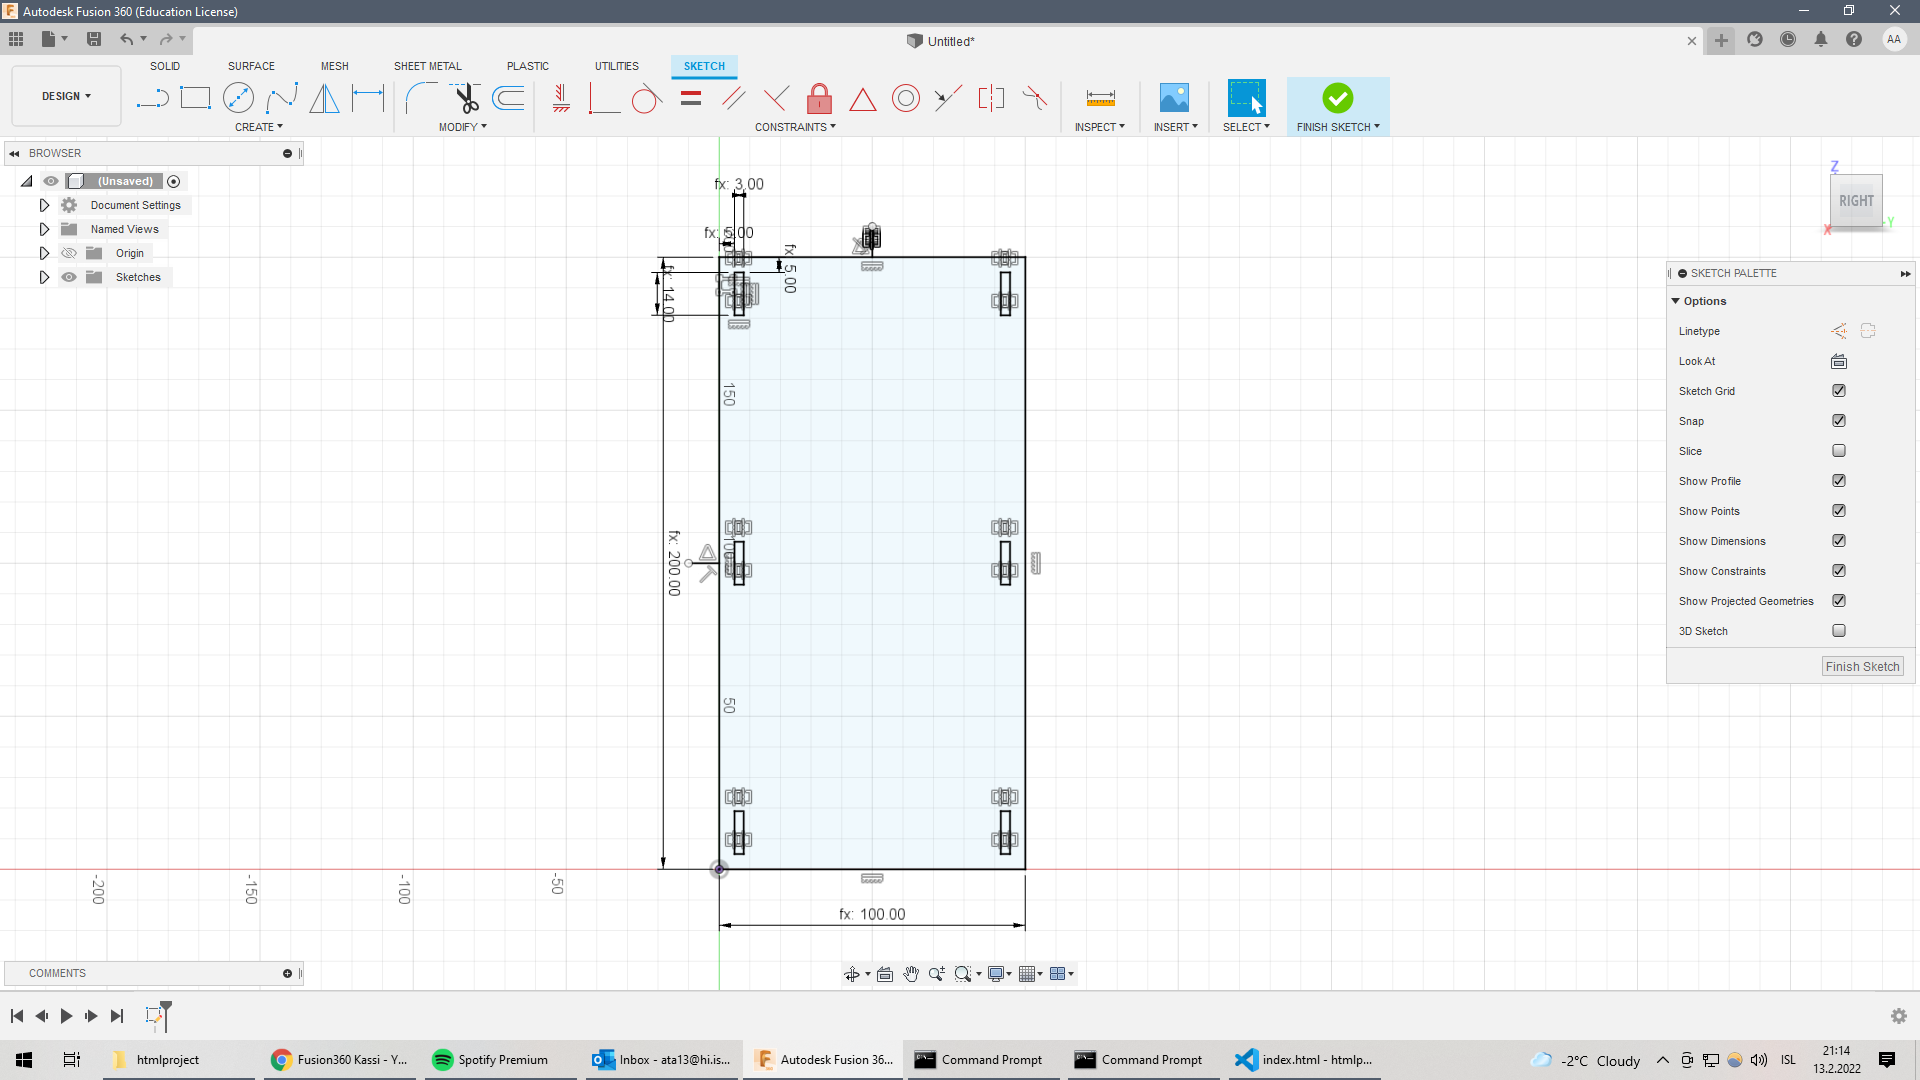 Autodesk Fusion 360 (Education License)
Untitled*
AA
DESIGN
SOLID
SURFACE
MESH
SHEET METAL
PLASTIC
UTILITIES
SKETCH
CREATE
MODIFY
CONSTRAINTS
INSPECT
INSERT
SELECT
FINISH SKETCH
BROWSER
(Unsaved)
Document Settings
Named Views
Origin
Sketches
fx: 3.00
fx: 5.00
fx: 5.00
fx: 14.00
150
fx: 200.00
50
-200
-150
-100
-50
fx: 100.00
Z
RIGHT
Y
X
SKETCH PALETTE
Options
Linetype
Look At
Sketch Grid
Snap
Slice
Show Profile
Show Points
Show Dimensions
Show Constraints
Show Projected Geometries
3D Sketch
Finish Sketch
COMMENTS
htmlproject
Fusion360 Kassi - Y...
Spotify Premium
Inbox - ata13@hi.is...
Autodesk Fusion 36...
Command Prompt
Command Prompt
index.html - htmlp...
-2°C Cloudy
ISL
21:14
13.2.2022